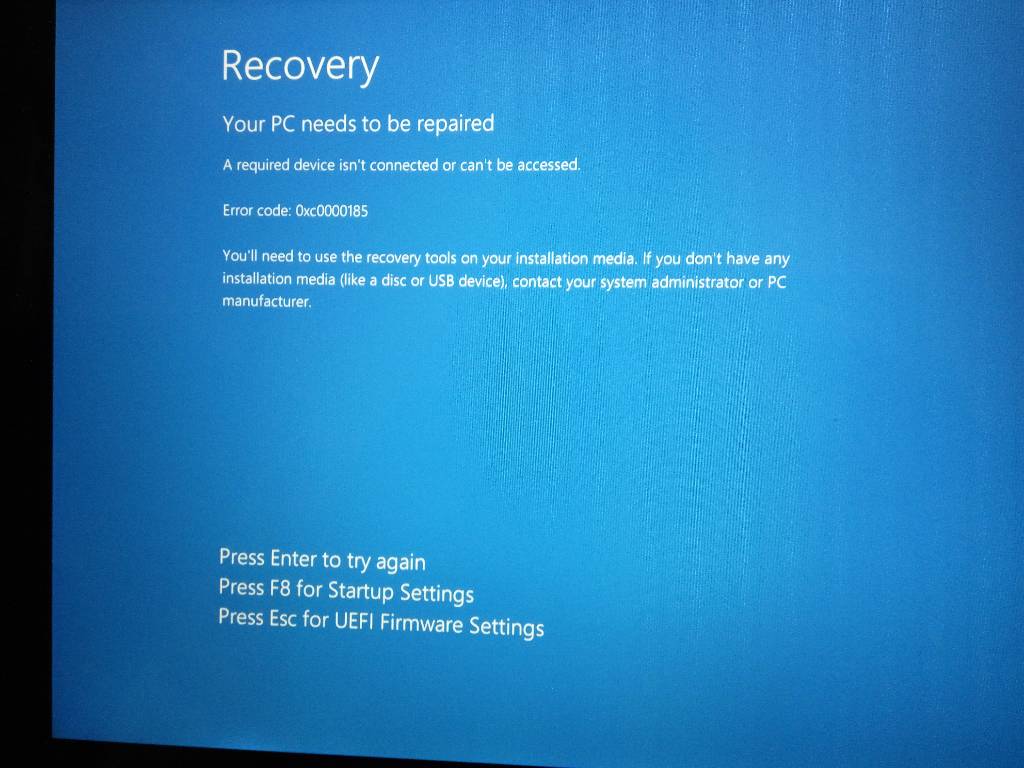 Recovery
Your PC needs to be repaired
A required device isn't connected or can't be accessed.
Error code: 0xc0000185
You'll need to use the recovery tools on your installation media. If you don't have any
installation media (like a disc or USB device), contact your system administrator or PC
manufacturer.
Press Enter to try again
Press F8 for Startup Settings
Press Esc for UEFI Firmware Settings